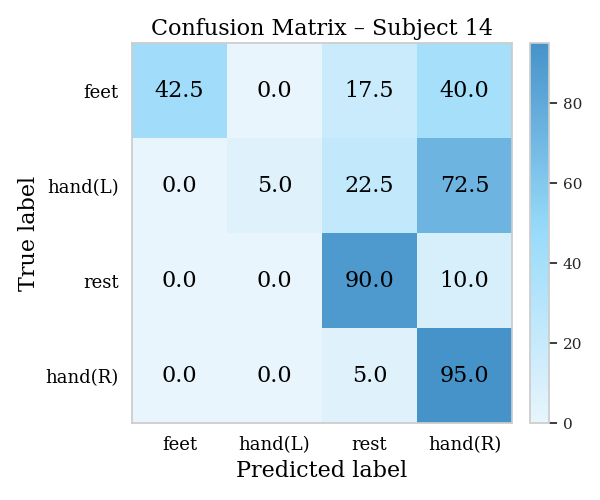 Confusion Matrix – Subject 14
feet 42.5 0.0 17.5 40.0
hand(L) 0.0 5.0 22.5 72.5
rest 0.0 0.0 90.0 10.0
hand(R) 0.0 0.0 5.0 95.0
feet hand(L) rest hand(R)
Predicted label
True label
80
60
40
20
0